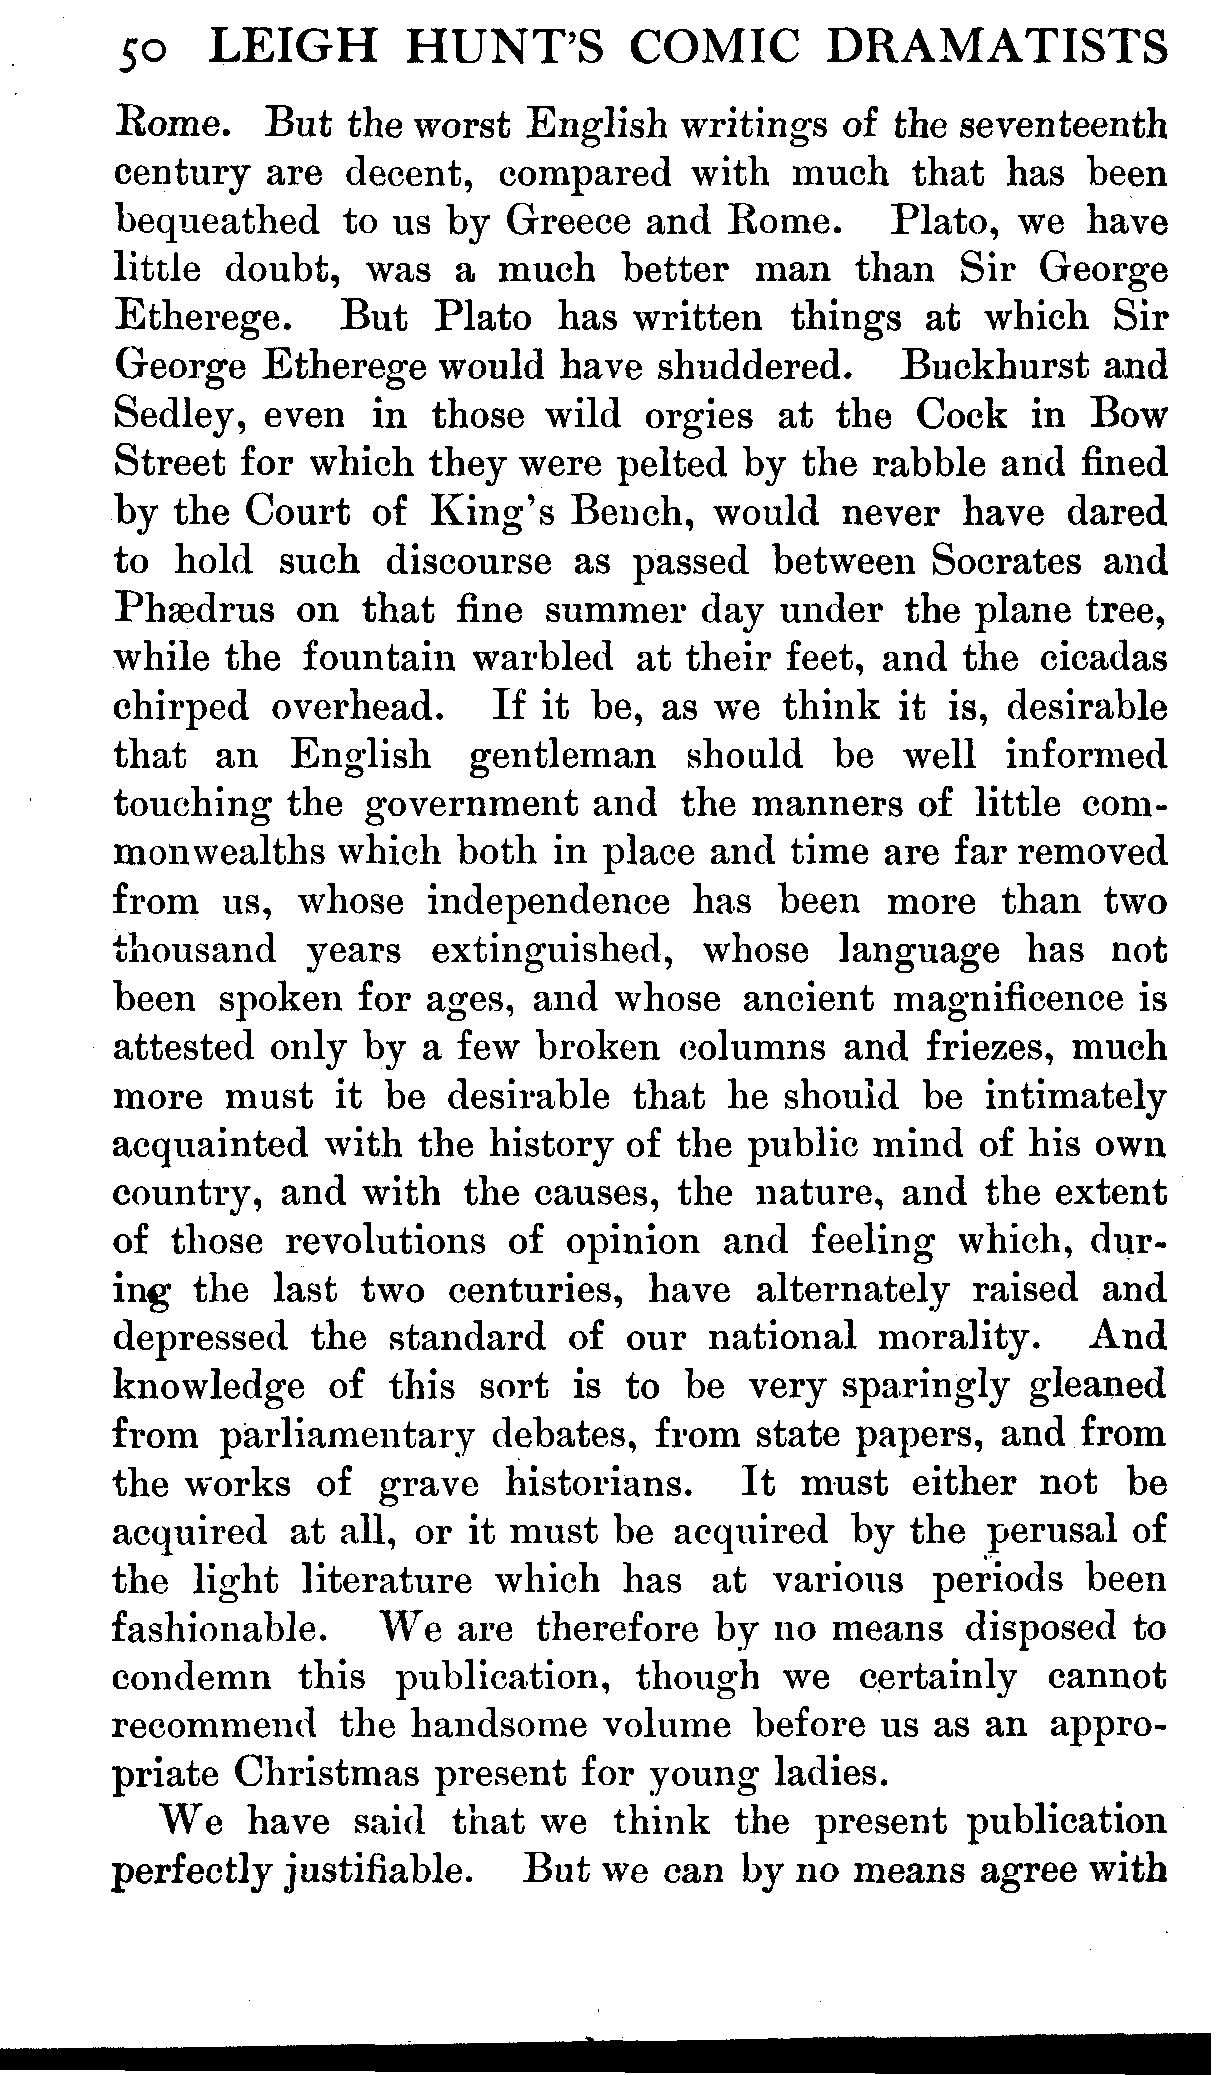 50 LEIGH HUNT'S COMIC DRAMATISTS
Rome. But the worst English writings of the seventeenth
century are decent, compared with much that has been
bequeathed to us by Greece and Rome. Plato, we have
little doubt, was a much better man than Sir George
Etherege. But Plato has written things at which Sir
George Etherege would have shuddered. Buckhurst and
Sedley, even in those wild orgies at the Cock in Bow
Street for which they were pelted by the rabble and fined
by the Court of King's Bench, would never have dared
to hold such discourse as passed between Socrates and
Phædrus on that fine summer day under the plane tree,
while the fountain warbled at their feet, and the cicadas
chirped overhead. If it be, as we think it is, desirable
that an English gentleman should be well informed
touching the government and the manners of little com-
monwealths which both in place and time are far removed
from us, whose independence has been more than two
thousand years extinguished, whose language has not
been spoken for ages, and whose ancient magnificence is
attested only by a few broken columns and friezes, much
more must it be desirable that he should be intimately
acquainted with the history of the public mind of his own
country, and with the causes, the nature, and the extent
of those revolutions of opinion and feeling which, dur-
ing the last two centuries, have alternately raised and
depressed the standard of our national morality. And
knowledge of this sort is to be very sparingly gleaned
from parliamentary debates, from state papers, and from
the works of grave historians. It must either not be
acquired at all, or it must be acquired by the perusal of
the light literature which has at various periods been
fashionable. We are therefore by no means disposed to
condemn this publication, though we certainly cannot
recommend the handsome volume before us as an appro-
priate Christmas present for young ladies.
We have said that we think the present publication
perfectly justifiable. But we can by no means agree with